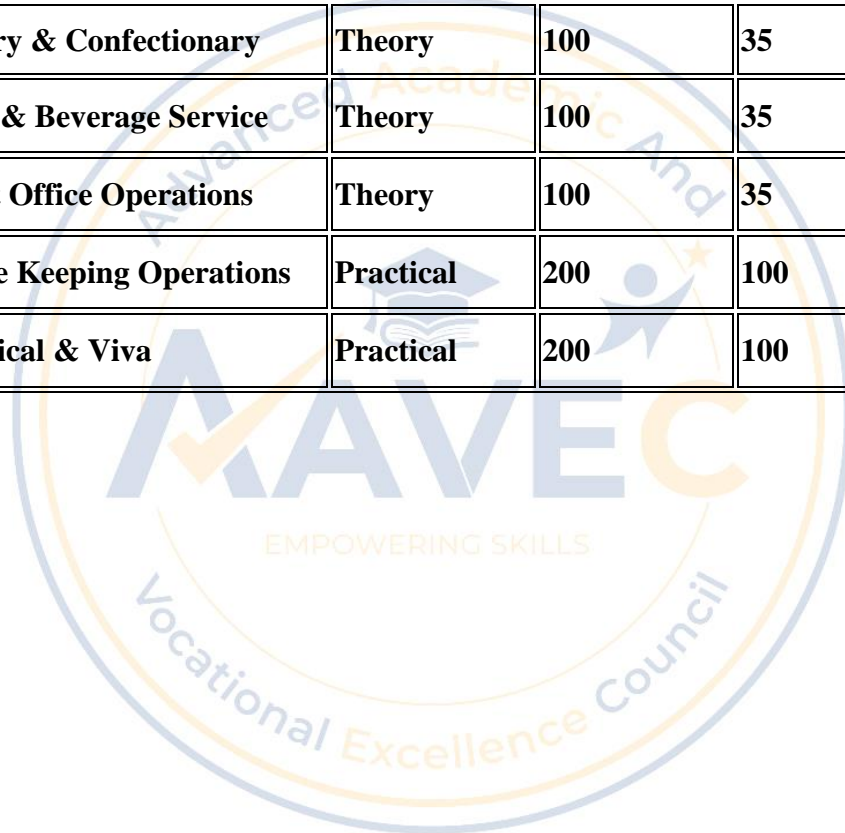 ry & Confectionary Theory 100 35
& Beverage Service Theory 100 35
Office Operations Theory 100 35
e Keeping Operations Practical 200 100
ical & Viva Practical 200 100
Advanced Academic And
AAVEC
EMPOWERING SKILLS
Vocational Excellence Council